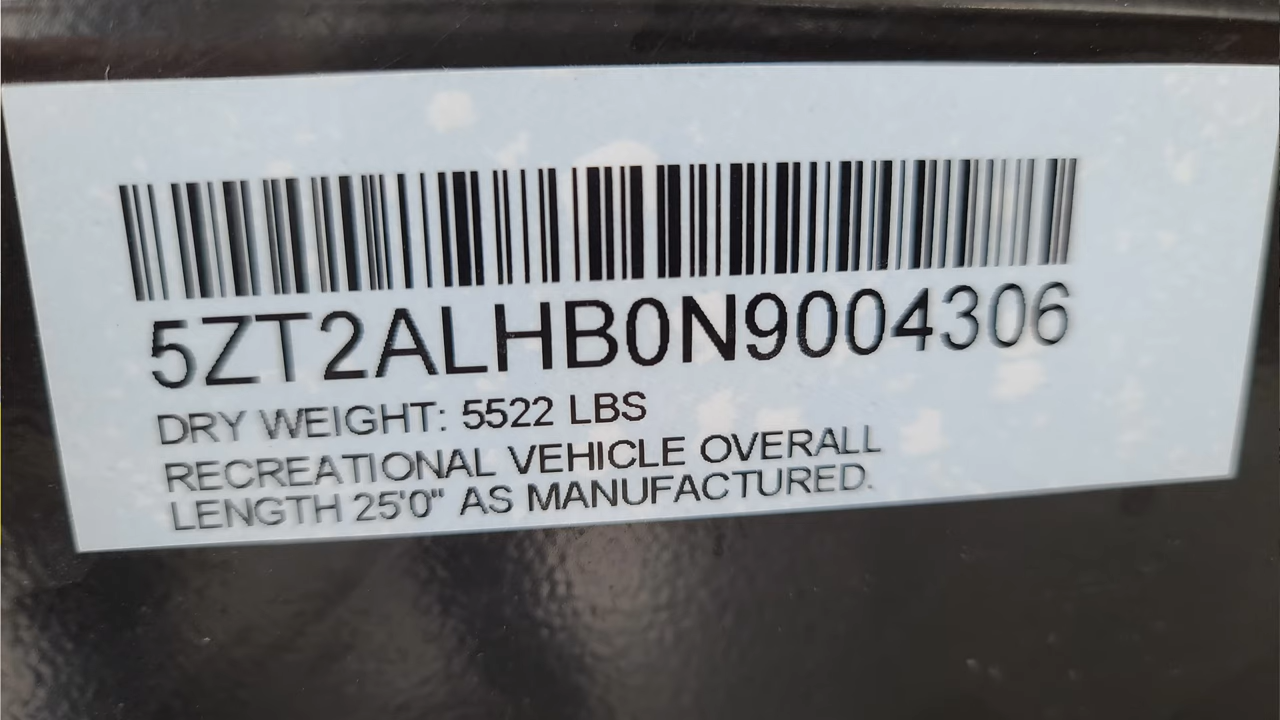 5ZT2ALHB0N9004306
DRY WEIGHT: 5522 LBS
RECREATIONAL VEHICLE OVERALL
LENGTH 25'0" AS MANUFACTURED.